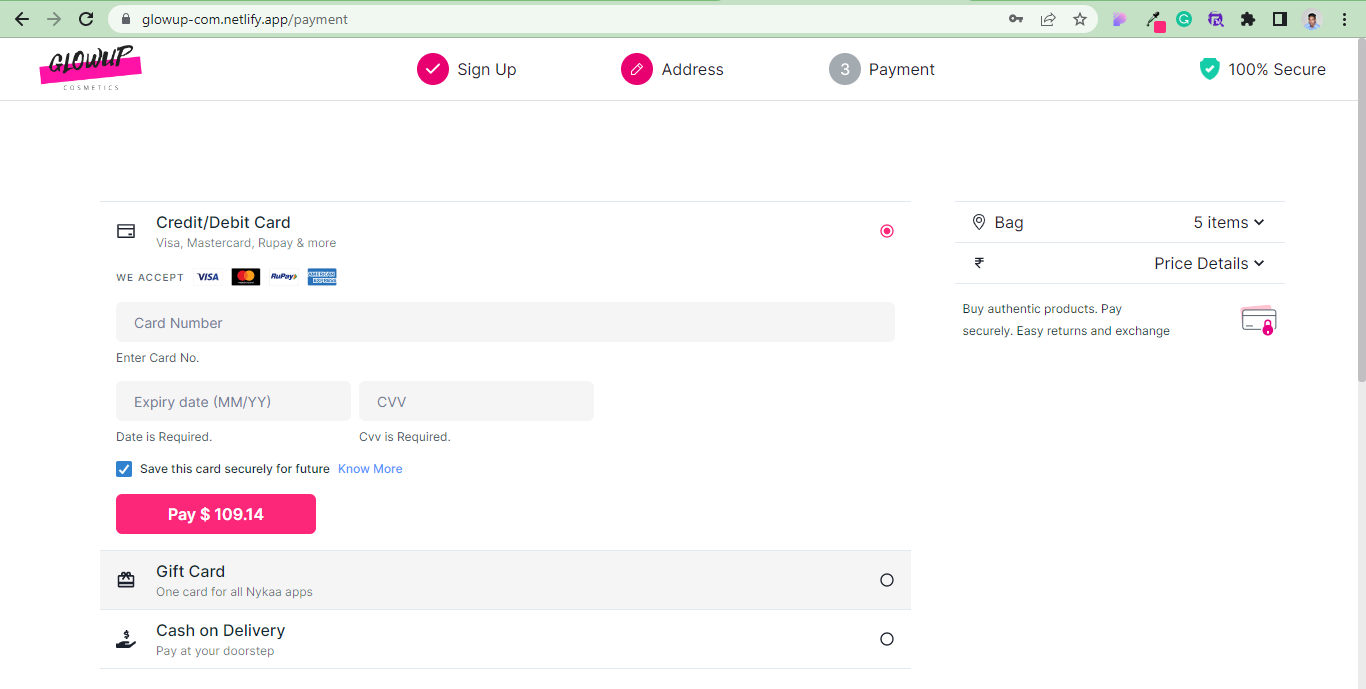 glowup-com.netlify.app/payment
GLOWUP
COSMETICS
Sign Up
Address
3 Payment
100% Secure
Credit/Debit Card
Visa, Mastercard, Rupay & more
WE ACCEPT VISA RuPay AMERICAN EXPRESS
Card Number
Enter Card No.
Expiry date (MM/YY) CVV
Date is Required. Cvv is Required.
Save this card securely for future Know More
Pay $ 109.14
Gift Card
One card for all Nykaa apps
Cash on Delivery
Pay at your doorstep
Bag 5 items
₹ Price Details
Buy authentic products. Pay
securely. Easy returns and exchange